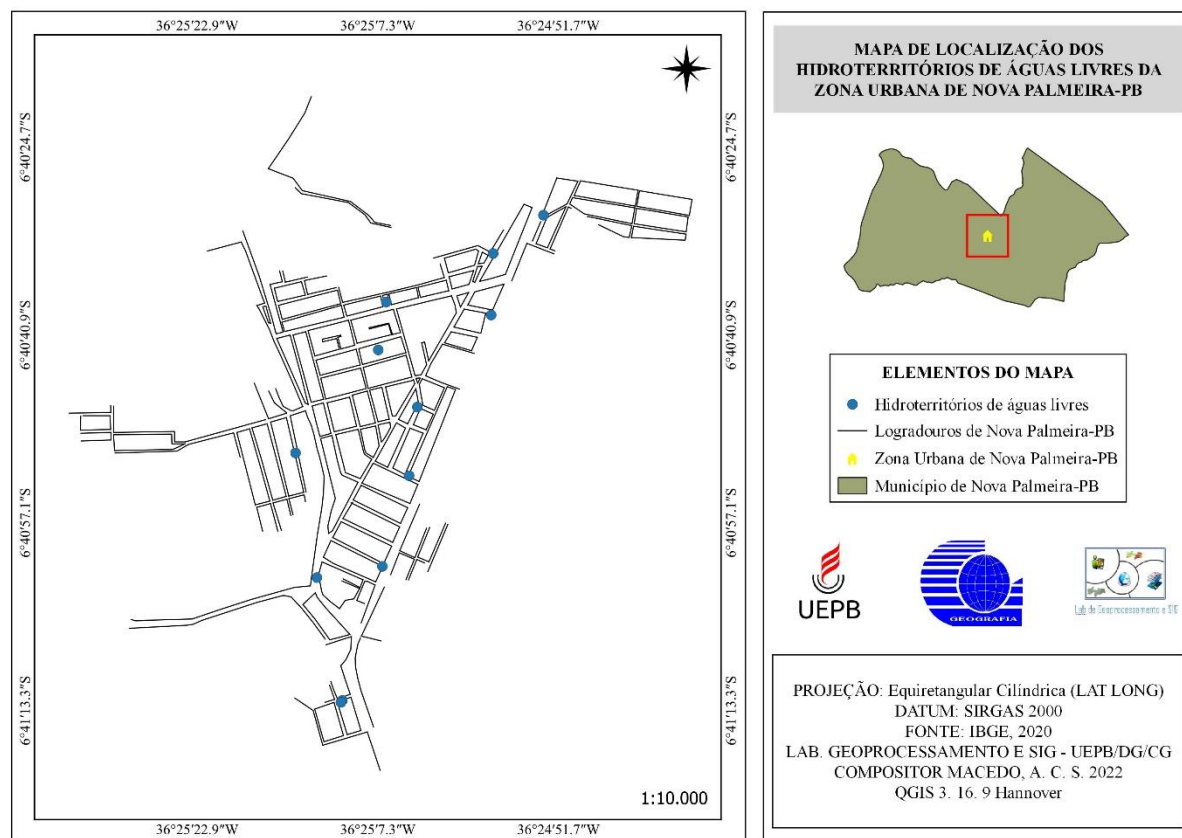 36°25'22.9"W 36°25'7.3"W 36°24'51.7"W
6°40'24.7"S
6°40'40.9"S
6°40'57.1"S
6°41'13.3"S
6°40'24.7"S
6°40'40.9"S
6°40'57.1"S
6°41'13.3"S
1:10.000
36°25'22.9"W 36°25'7.3"W 36°24'51.7"W
MAPA DE LOCALIZAÇÃO DOS
HIDROTERRITÓRIOS DE ÁGUAS LIVRES DA
ZONA URBANA DE NOVA PALMEIRA-PB
ELEMENTOS DO MAPA
Hidroterritórios de águas livres
Logradouros de Nova Palmeira-PB
Zona Urbana de Nova Palmeira-PB
Município de Nova Palmeira-PB
UEPB
GEOGRAFIA
Lab de Geoprocessamento e SIG
PROJEÇÃO: Equiretangular Cilíndrica (LAT LONG)
DATUM: SIRGAS 2000
FONTE: IBGE, 2020
LAB. GEOPROCESSAMENTO E SIG - UEPB/DG/CG
COMPOSITOR MACEDO, A. C. S. 2022
QGIS 3. 16. 9 Hannover